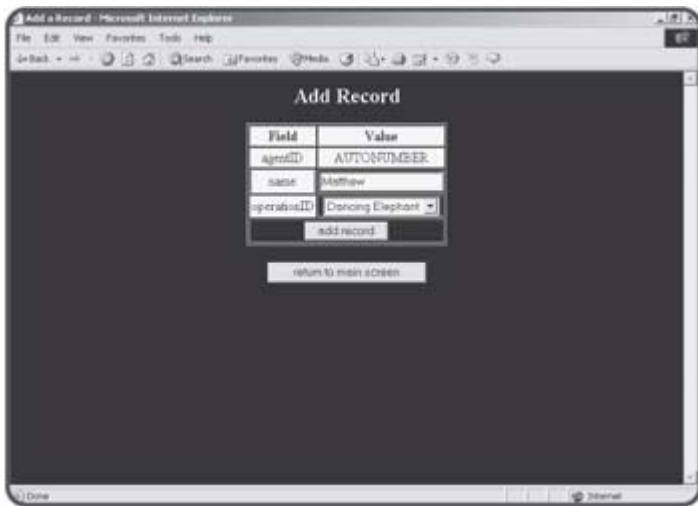 Add a Record - Microsoft Internet Explorer
File Edit View Favorites Tools Help
Back Search Favorites Media
Add Record
Field Value
agentID AUTONUMBER
name Matthew
operationID Dancing Elephant
add record
return to main screen
Done Internet